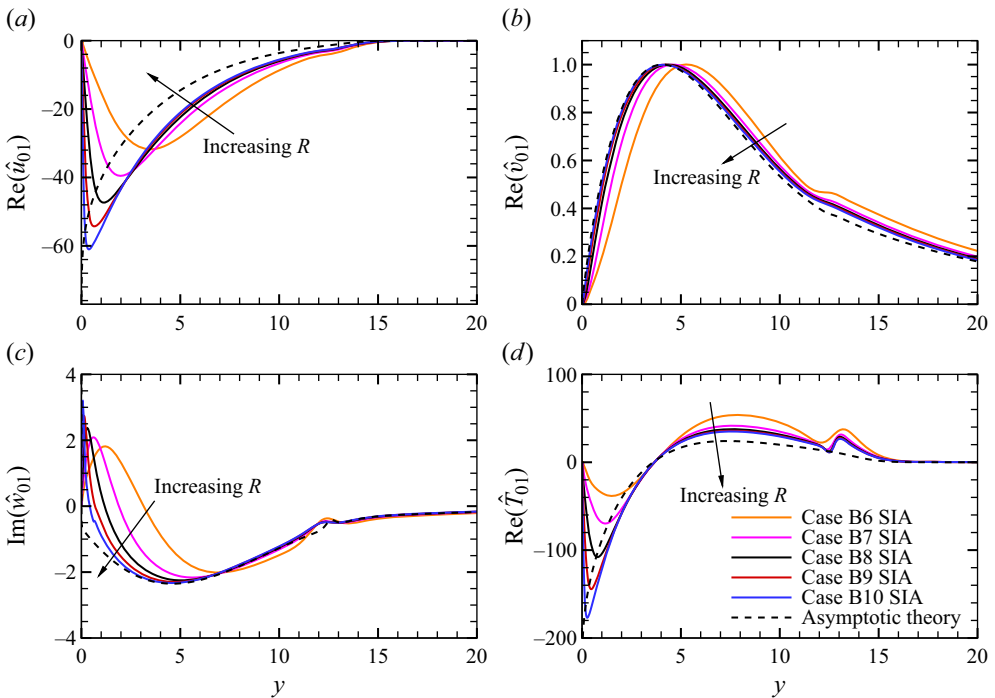 (a)
0
–20
–40
–60
Re(û01)
Increasing R
0 5 10 15 20
(b)
1.0
0.8
0.6
0.4
0.2
0
Re(v̂01)
Increasing R
0 5 10 15 20
(c)
4
2
0
–2
–4
Im(ŵ01)
Increasing R
0 5 10 15 20
y
(d)
100
0
–100
–200
Re(T̂01)
Increasing R
Case B6 SIA
Case B7 SIA
Case B8 SIA
Case B9 SIA
Case B10 SIA
Asymptotic theory
0 5 10 15 20
y